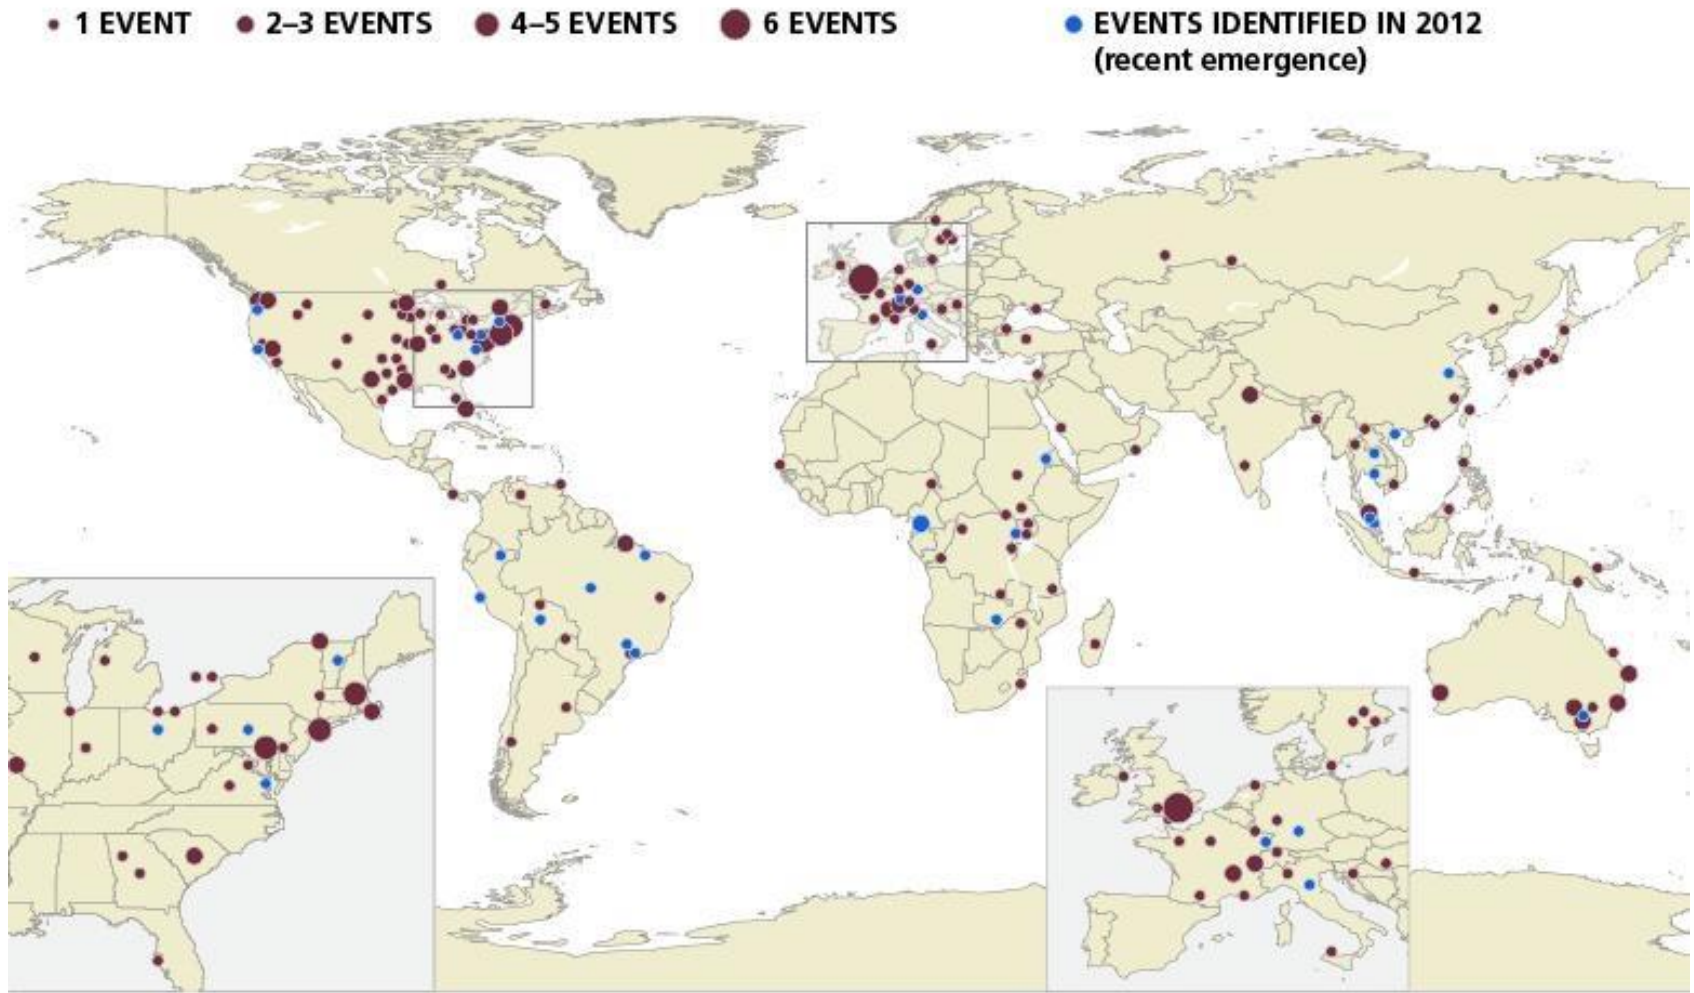 1 EVENT 2–3 EVENTS 4–5 EVENTS 6 EVENTS EVENTS IDENTIFIED IN 2012
(recent emergence)